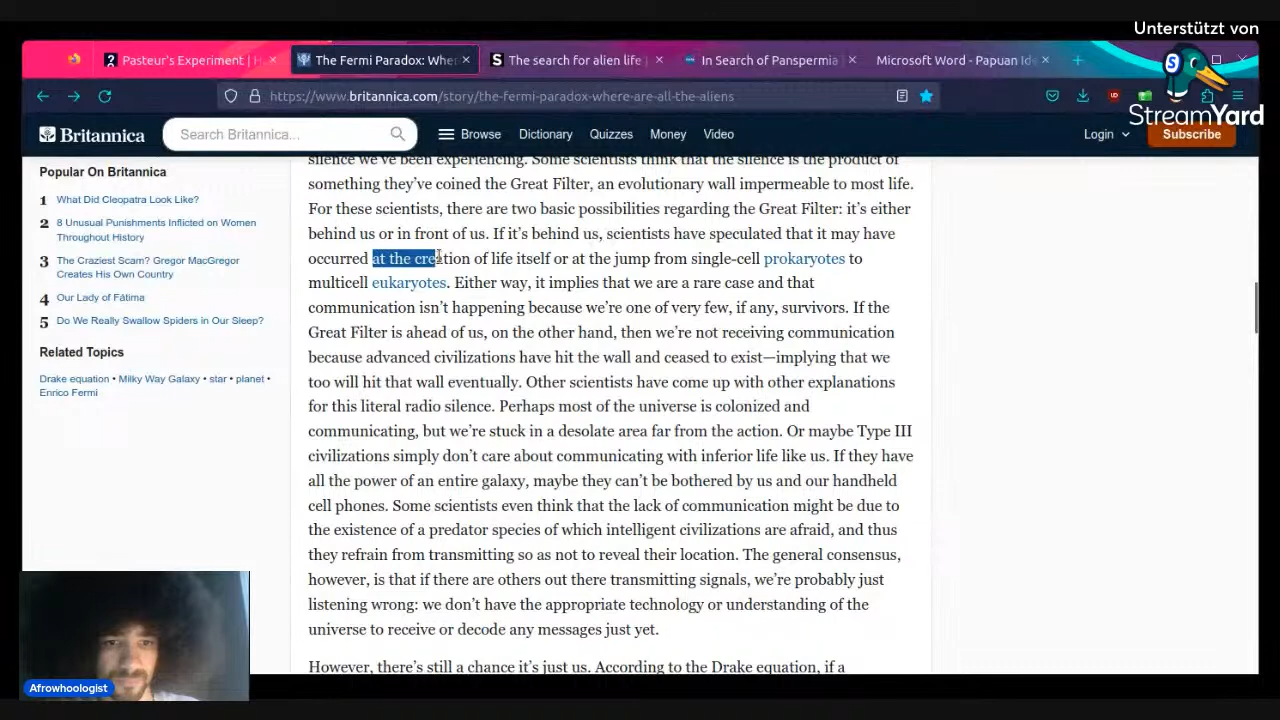 Unterstützt von
StreamYard
Pasteur's Experiment | H
The Fermi Paradox: Wher
The search for alien life |
In Search of Panspermia
Microsoft Word - Papuan Ide
https://www.britannica.com/story/the-fermi-paradox-where-are-all-the-aliens
Britannica
Search Britannica...
Browse
Dictionary
Quizzes
Money
Video
Login
Subscribe
Popular On Britannica
1 What Did Cleopatra Look Like?
2 8 Unusual Punishments Inflicted on Women
Throughout History
3 The Craziest Scam? Gregor MacGregor
Creates His Own Country
4 Our Lady of Fátima
5 Do We Really Swallow Spiders in Our Sleep?
Related Topics
Drake equation • Milky Way Galaxy • star • planet •
Enrico Fermi
silence we've been experiencing. Some scientists think that the silence is the product of
something they've coined the Great Filter, an evolutionary wall impermeable to most life.
For these scientists, there are two basic possibilities regarding the Great Filter: it's either
behind us or in front of us. If it's behind us, scientists have speculated that it may have
occurred at the creation of life itself or at the jump from single-cell prokaryotes to
multicell eukaryotes. Either way, it implies that we are a rare case and that
communication isn't happening because we're one of very few, if any, survivors. If the
Great Filter is ahead of us, on the other hand, then we're not receiving communication
because advanced civilizations have hit the wall and ceased to exist—implying that we
too will hit that wall eventually. Other scientists have come up with other explanations
for this literal radio silence. Perhaps most of the universe is colonized and
communicating, but we're stuck in a desolate area far from the action. Or maybe Type III
civilizations simply don't care about communicating with inferior life like us. If they have
all the power of an entire galaxy, maybe they can't be bothered by us and our handheld
cell phones. Some scientists even think that the lack of communication might be due to
the existence of a predator species of which intelligent civilizations are afraid, and thus
they refrain from transmitting so as not to reveal their location. The general consensus,
however, is that if there are others out there transmitting signals, we're probably just
listening wrong: we don't have the appropriate technology or understanding of the
universe to receive or decode any messages just yet.
However, there's still a chance it's just us. According to the Drake equation, if a
Afrowhoologist